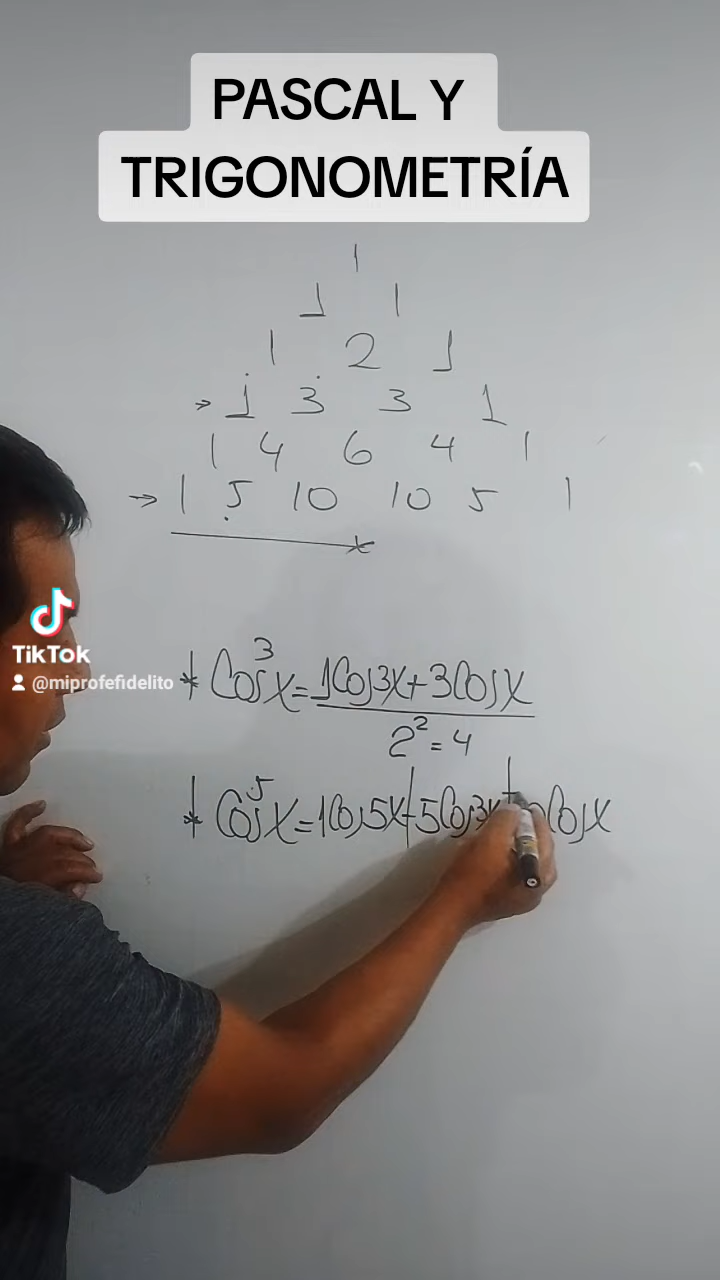 PASCAL Y
TRIGONOMETRÍA
1
1 1
1 2 1
→ 1 3 3 1
1 4 6 4 1
→ 1 5 10 10 5 1
TikTok
@miprofefidelito
* Cos³x = 1Cos3x + 3Cosx
2² = 4
* Cos⁵x = 1Cos5x + 5Cos3x + 0Cosx